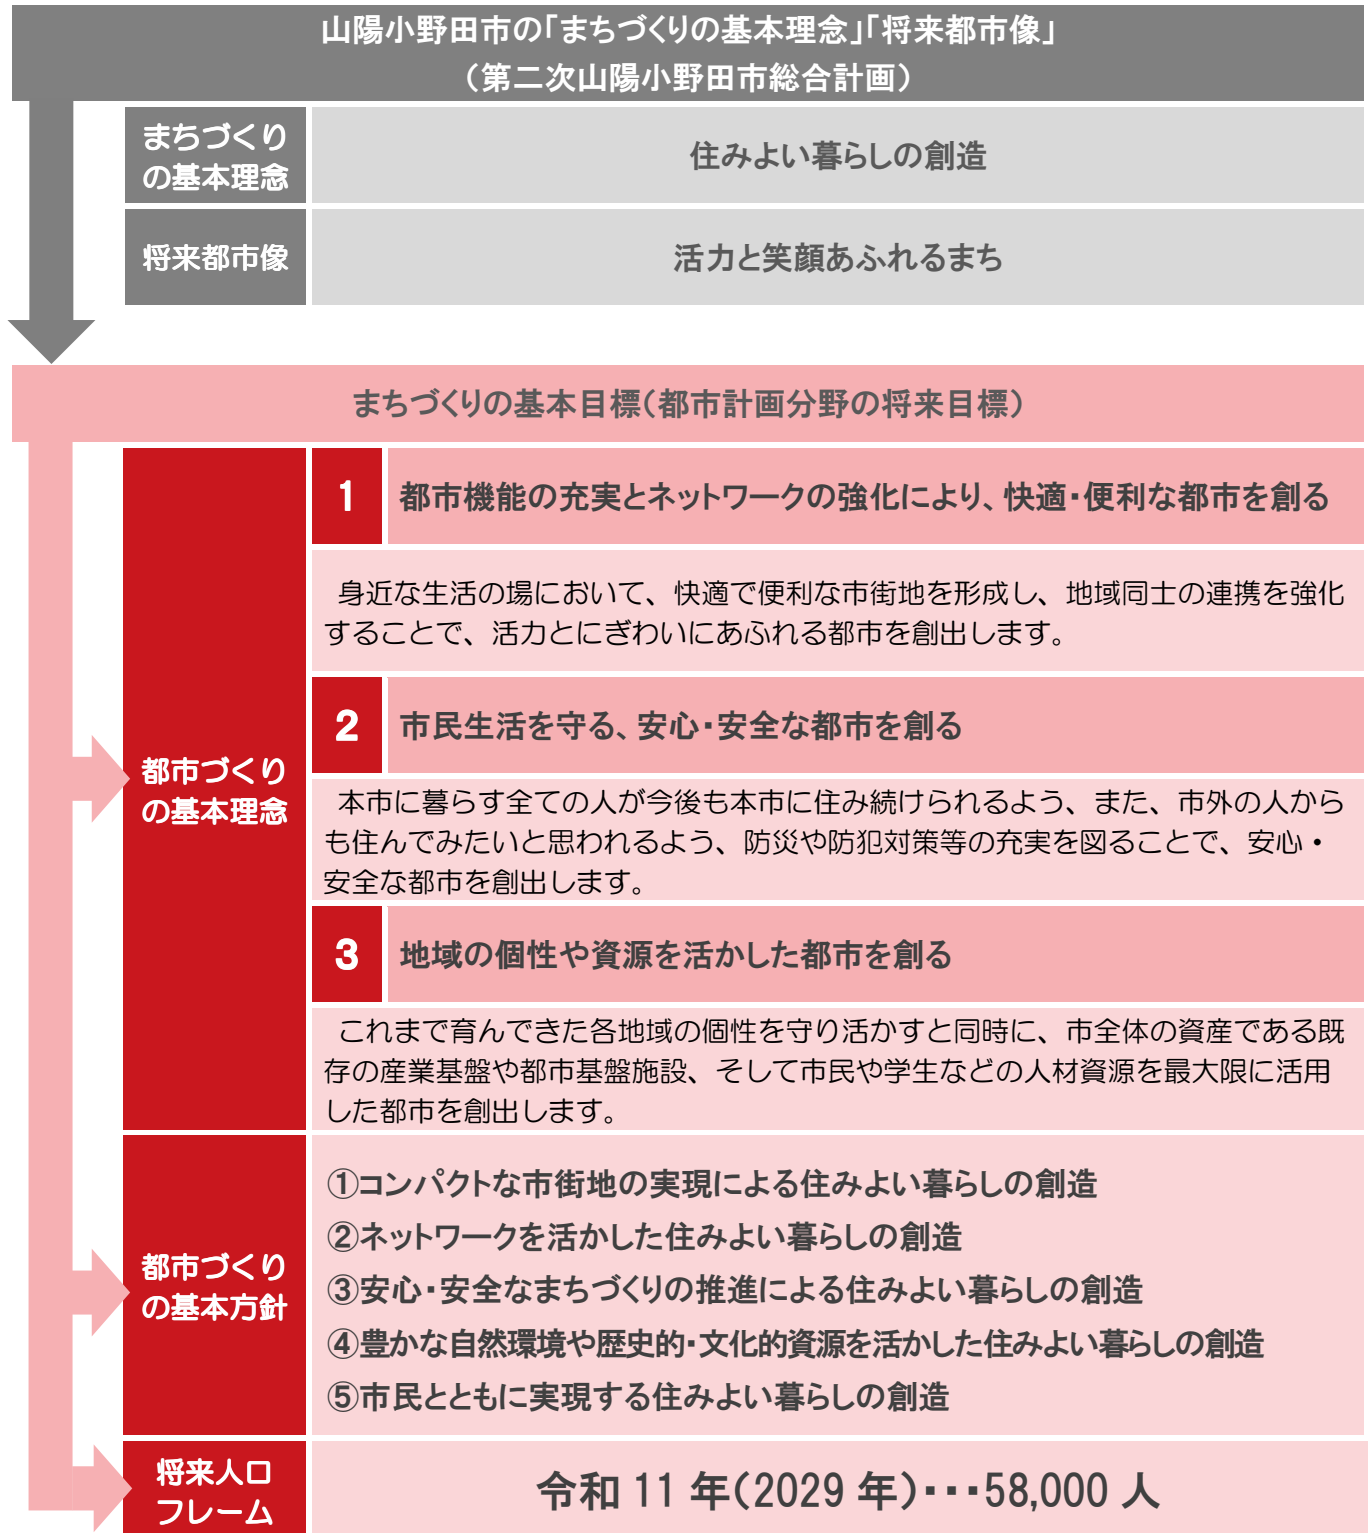 山陽小野田市の「まちづくりの基本理念」「将来都市像」
（第二次山陽小野田市総合計画）
まちづくり
の基本理念
住みよい暮らしの創造
将来都市像
活力と笑顔あふれるまち
まちづくりの基本目標（都市計画分野の将来目標）
都市づくり
の基本理念
1
都市機能の充実とネットワークの強化により、快適・便利な都市を創る
身近な生活の場において、快適で便利な市街地を形成し、地域同士の連携を強化
することで、活力とにぎわいにあふれる都市を創出します。
2
市民生活を守る、安心・安全な都市を創る
本市に暮らす全ての人が今後も本市に住み続けられるよう、また、市外の人から
も住んでみたいと思われるよう、防災や防犯対策等の充実を図ることで、安心・
安全な都市を創出します。
3
地域の個性や資源を活かした都市を創る
これまで育んできた各地域の個性を守り活かすと同時に、市全体の資産である既
存の産業基盤や都市基盤施設、そして市民や学生などの人材資源を最大限に活用
した都市を創出します。
都市づくり
の基本方針
①コンパクトな市街地の実現による住みよい暮らしの創造
②ネットワークを活かした住みよい暮らしの創造
③安心・安全なまちづくりの推進による住みよい暮らしの創造
④豊かな自然環境や歴史的・文化的資源を活かした住みよい暮らしの創造
⑤市民とともに実現する住みよい暮らしの創造
将来人口
フレーム
令和 11 年（2029 年）・・・58,000 人